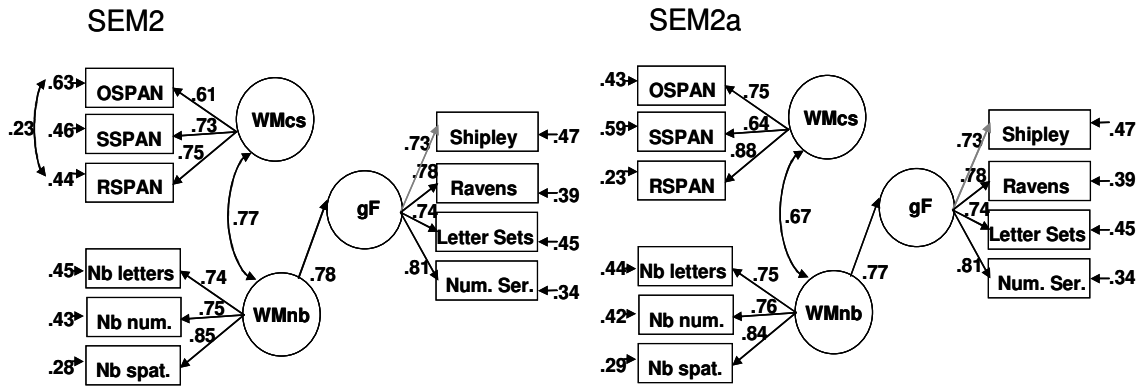 SEM2
.63
OSPAN
.61
.23
.46
SSPAN
.73
.75
.44
RSPAN
WMcs
.77
.45
Nb letters
.74
.43
Nb num.
.75
.85
.28
Nb spat.
WMnb
.78
gF
.73
Shipley
.47
.78
Ravens
.39
.74
Letter Sets
.45
.81
Num. Ser.
.34
SEM2a
.43
OSPAN
.75
.59
SSPAN
.64
.88
.23
RSPAN
WMcs
.67
.44
Nb letters
.75
.42
Nb num.
.76
.84
.29
Nb spat.
WMnb
.77
gF
.73
Shipley
.47
.78
Ravens
.39
.74
Letter Sets
.45
.81
Num. Ser.
.34